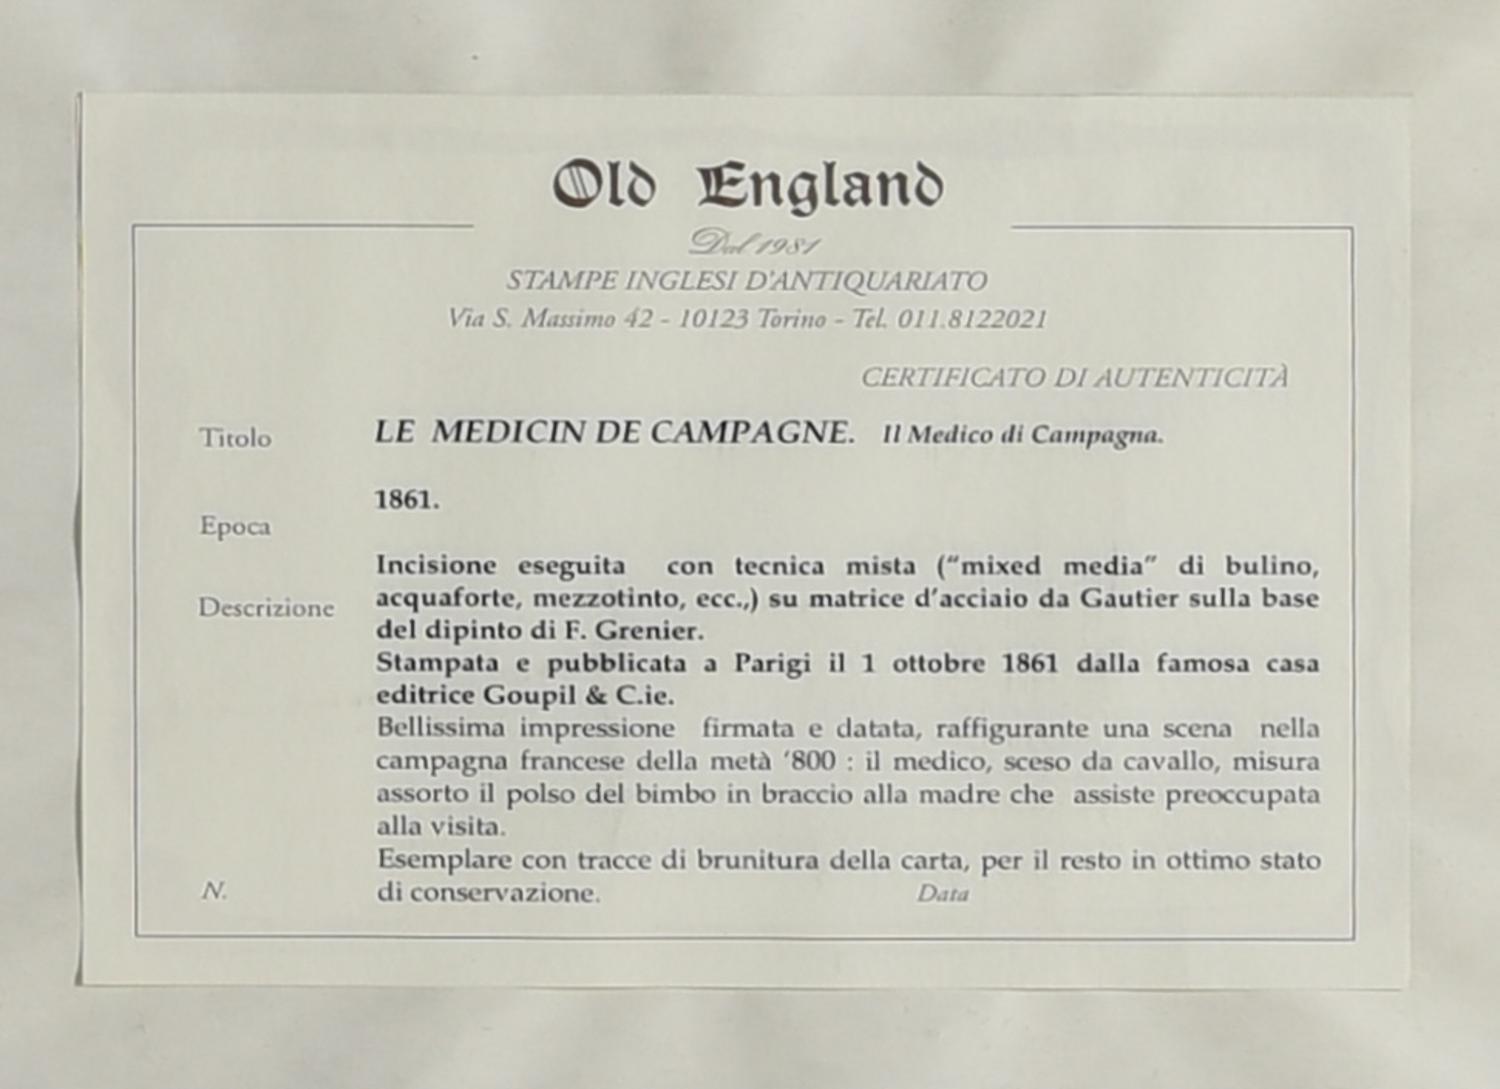 Old England
Dal 1981
STAMPE INGLESI D'ANTIQUARIATO
Via S. Massimo 42 - 10123 Torino - Tel. 011.8122021
CERTIFICATO DI AUTENTICITÀ
Titolo LE MEDICIN DE CAMPAGNE. Il Medico di Campagna.
Epoca 1861.
Descrizione
Incisione eseguita con tecnica mista (“mixed media” di bulino,
acquaforte, mezzotinto, ecc.,) su matrice d’acciaio da Gautier sulla base
del dipinto di F. Grenier.
Stampata e pubblicata a Parigi il 1 ottobre 1861 dalla famosa casa
editrice Goupil & C.ie.
Bellissima impressione firmata e datata, raffigurante una scena nella
campagna francese della metà ‘800 : il medico, sceso da cavallo, misura
assorto il polso del bimbo in braccio alla madre che assiste preoccupata
alla visita.
Esemplare con tracce di brunitura della carta, per il resto in ottimo stato
di conservazione.
N. Data